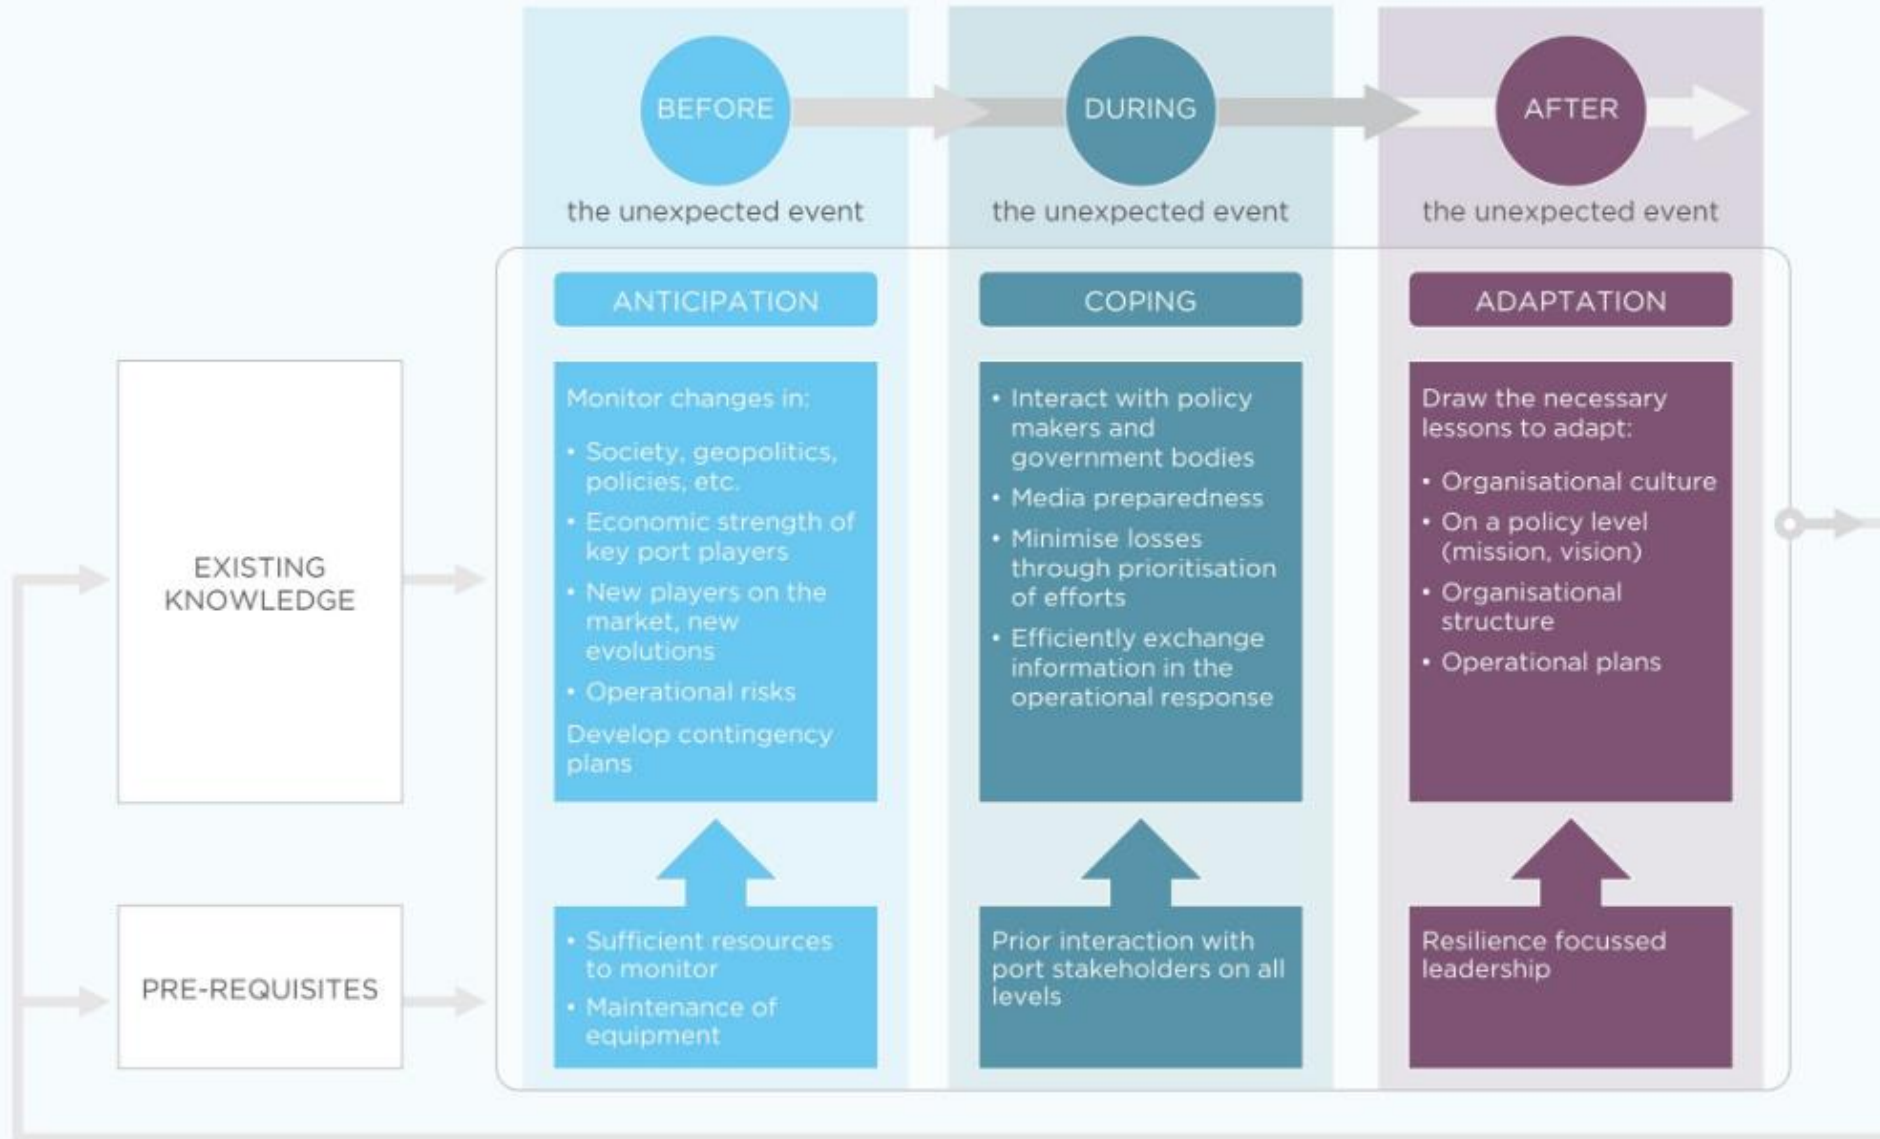 BEFORE
DURING
AFTER
the unexpected event
the unexpected event
the unexpected event
ANTICIPATION
COPING
ADAPTATION
EXISTING
KNOWLEDGE
Monitor changes in:
• Society, geopolitics,
policies, etc.
• Economic strength of
key port players
• New players on the
market, new
evolutions
• Operational risks
Develop contingency
plans
• Interact with policy
makers and
government bodies
• Media preparedness
• Minimise losses
through prioritisation
of efforts
• Efficiently exchange
information in the
operational response
Draw the necessary
lessons to adapt:
• Organisational culture
• On a policy level
(mission, vision)
• Organisational
structure
• Operational plans
PRE-REQUISITES
• Sufficient resources
to monitor
• Maintenance of
equipment
Prior interaction with
port stakeholders on all
levels
Resilience focussed
leadership